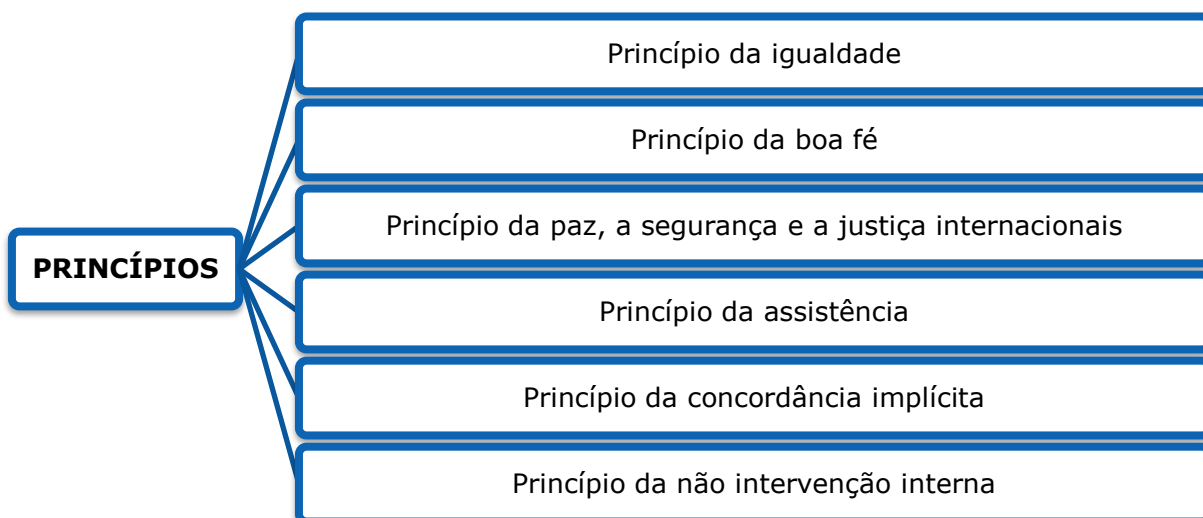 PRINCÍPIOS
Princípio da igualdade
Princípio da boa fé
Princípio da paz, a segurança e a justiça internacionais
Princípio da assistência
Princípio da concordância implícita
Princípio da não intervenção interna